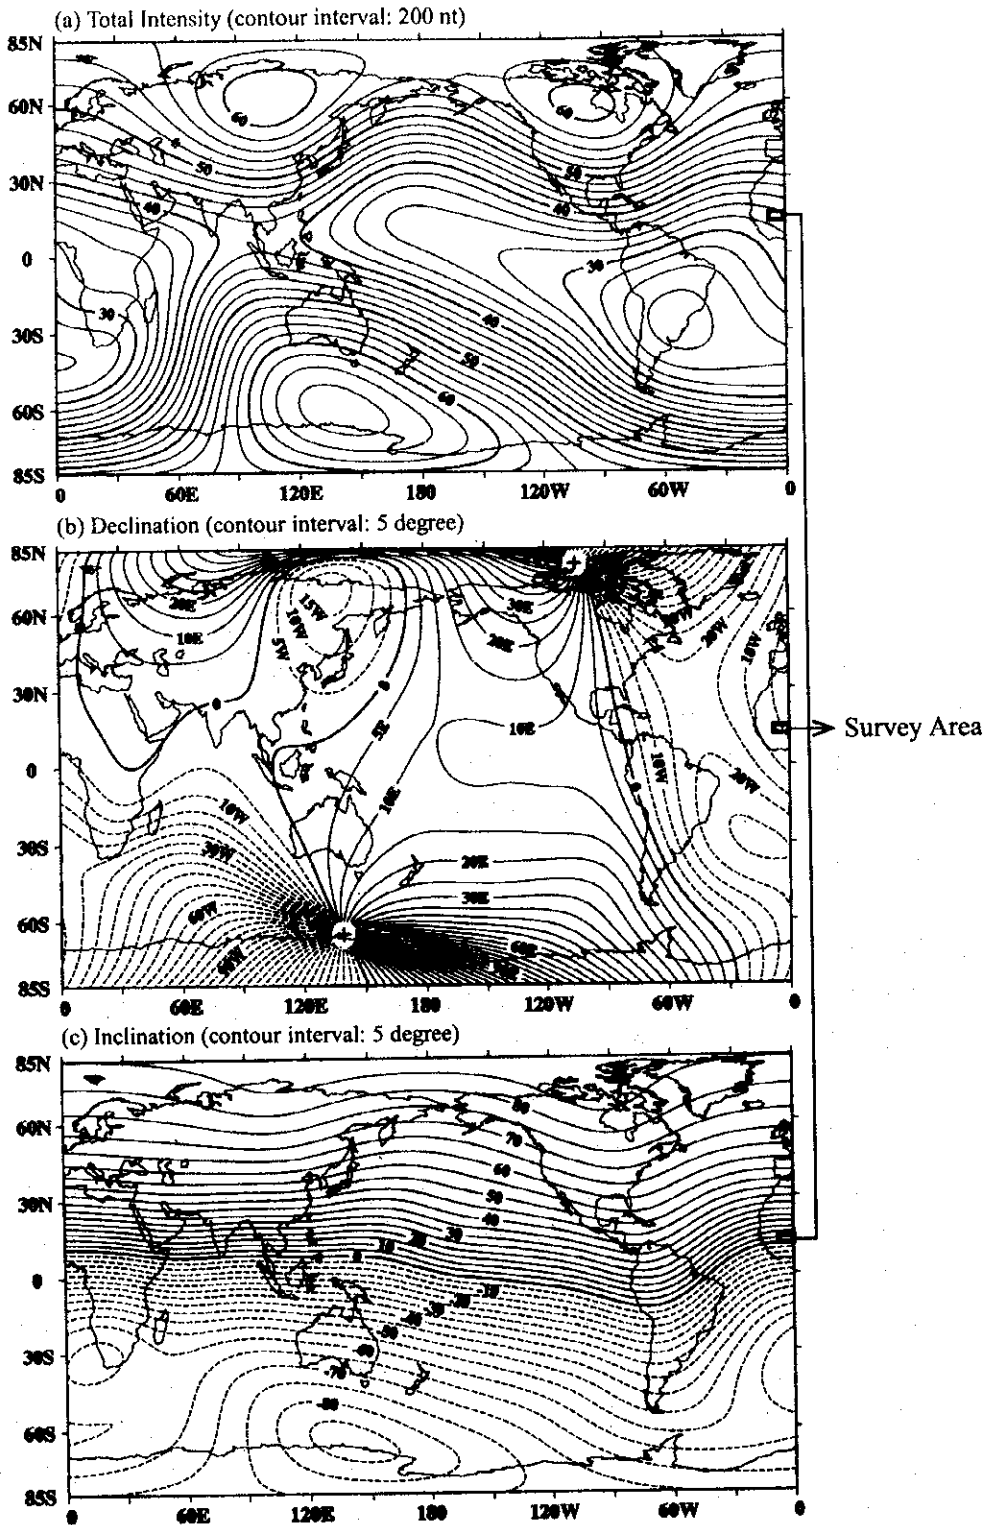 (a) Total Intensity (contour interval: 200 nt)
85N
60N
60
60
50
50
30N
40
40
0
30
30
40
30S
50
60
60S
85S
0 60E 120E 180 120W 60W 0
(b) Declination (contour interval: 5 degree)
85N
60N
20E
15W
10W
30E
20W
10E
5W
20E
10W
30N
0
0
5E
10E
Survey Area
0
10W
20W
10E
0
10W
30S
30W
20E
30E
60S
60W
60E
85S
0 60E 120E 180 120W 60W 0
(c) Inclination (contour interval: 5 degree)
85N
80
60N
70
60
50
30N
40
30
20
10
0
0
-10
-20
-30
-40
-50
-60
30S
-70
-80
60S
85S
0 60E 120E 180 120W 60W 0